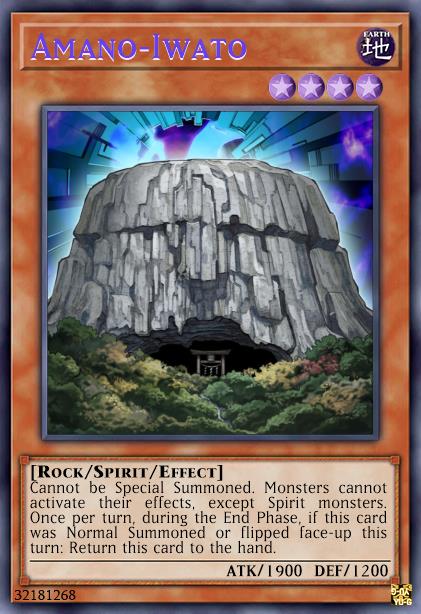 Amano-Iwato
EARTH
地
[Rock/Spirit/Effect]
Cannot be Special Summoned. Monsters cannot
activate their effects, except Spirit monsters.
Once per turn, during the End Phase, if this card
was Normal Summoned or flipped face-up this
turn: Return this card to the hand.
ATK/1900 DEF/1200
32181268